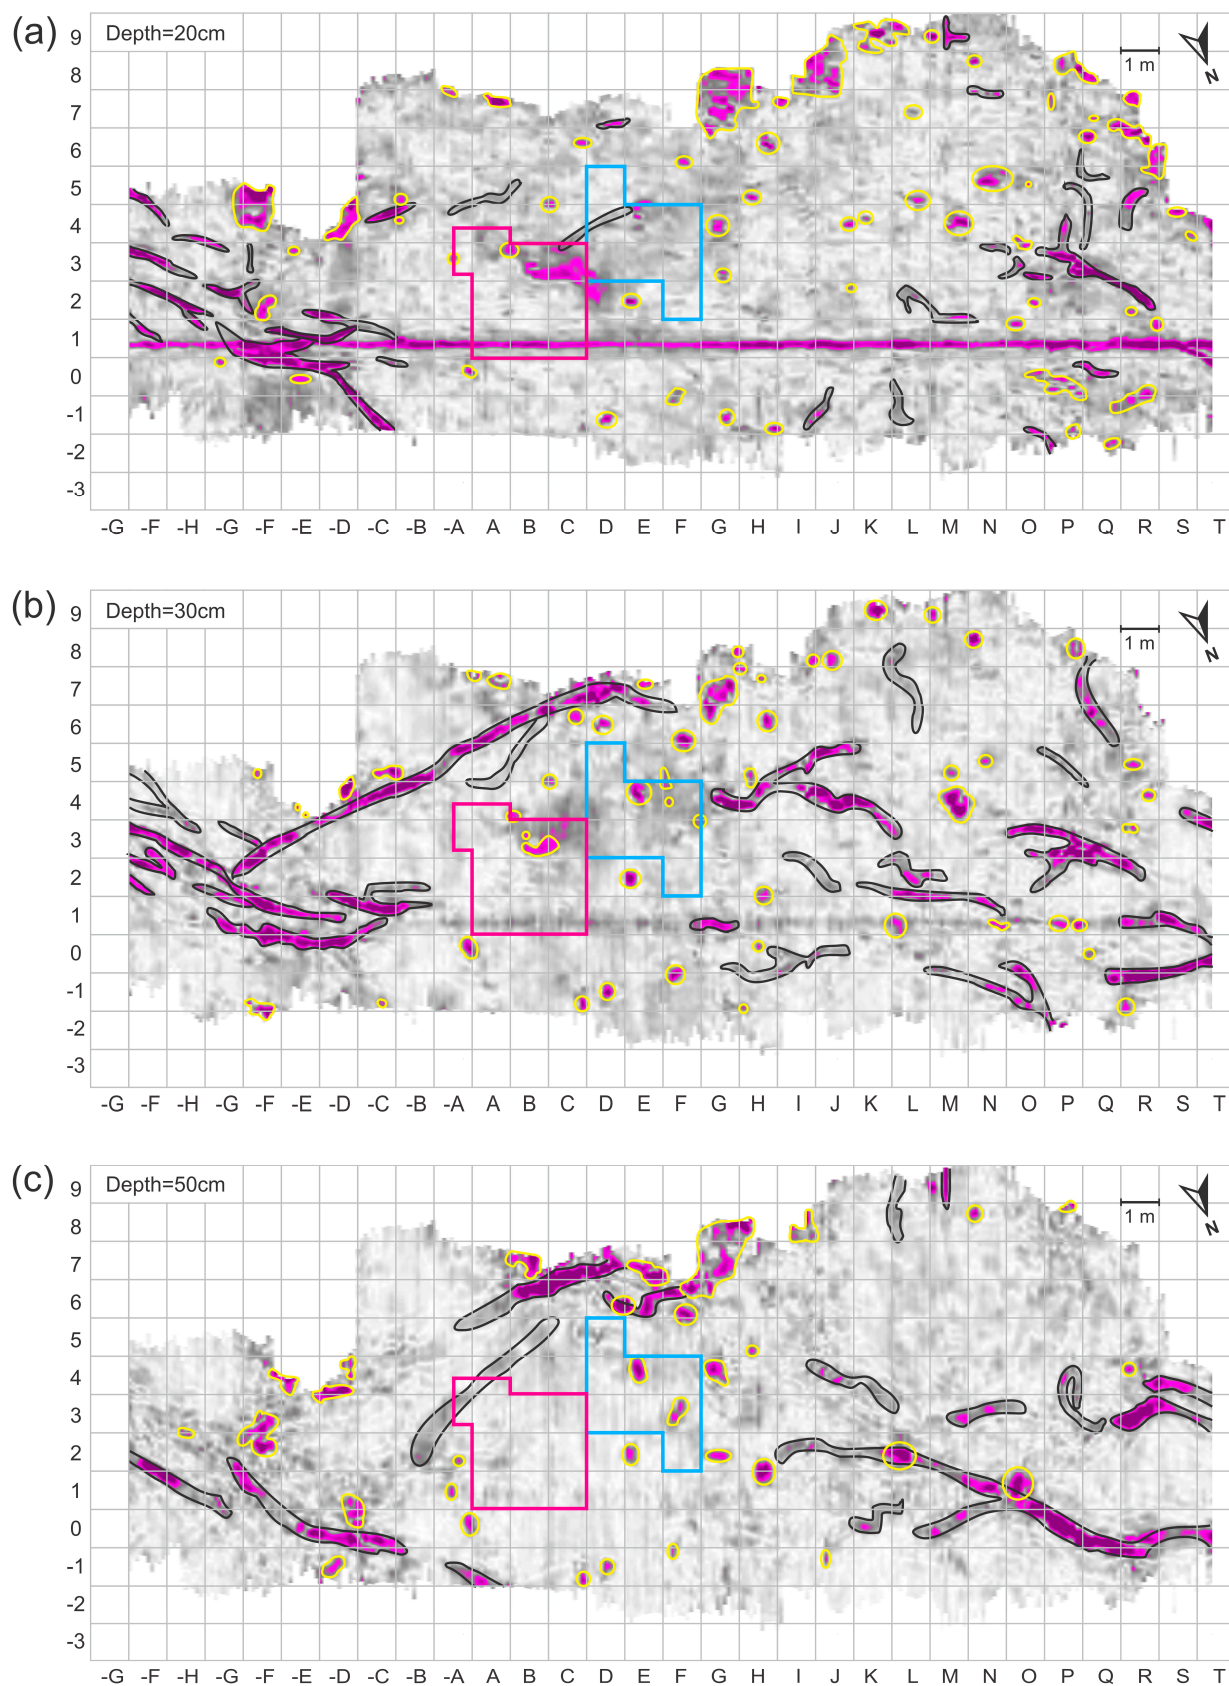 (a)
Depth=20cm
1 m
N
9
8
7
6
5
4
3
2
1
0
-1
-2
-3
-G -F -H -G -F -E -D -C -B -A A B C D E F G H I J K L M N O P Q R S T
(b)
Depth=30cm
1 m
N
9
8
7
6
5
4
3
2
1
0
-1
-2
-3
-G -F -H -G -F -E -D -C -B -A A B C D E F G H I J K L M N O P Q R S T
(c)
Depth=50cm
1 m
N
9
8
7
6
5
4
3
2
1
0
-1
-2
-3
-G -F -H -G -F -E -D -C -B -A A B C D E F G H I J K L M N O P Q R S T